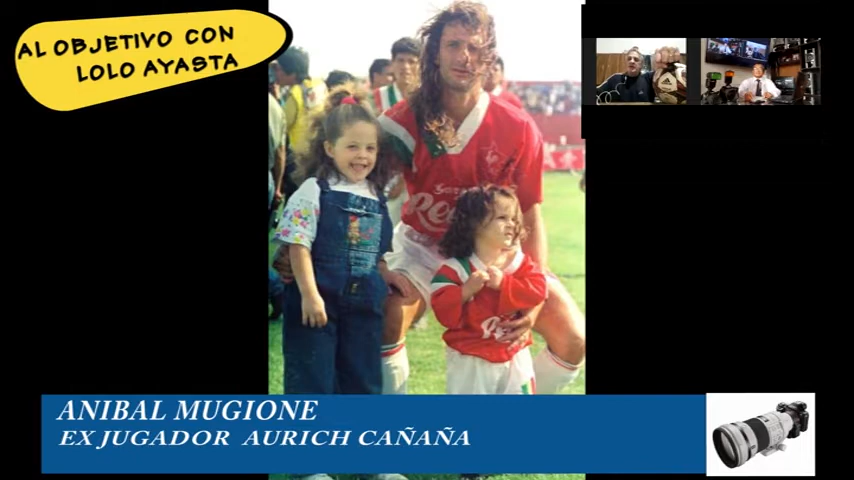 AL OBJETIVO CON
LOLO AYASTA
ANIBAL MUGIONE
EX JUGADOR AURICH CAÑAÑA